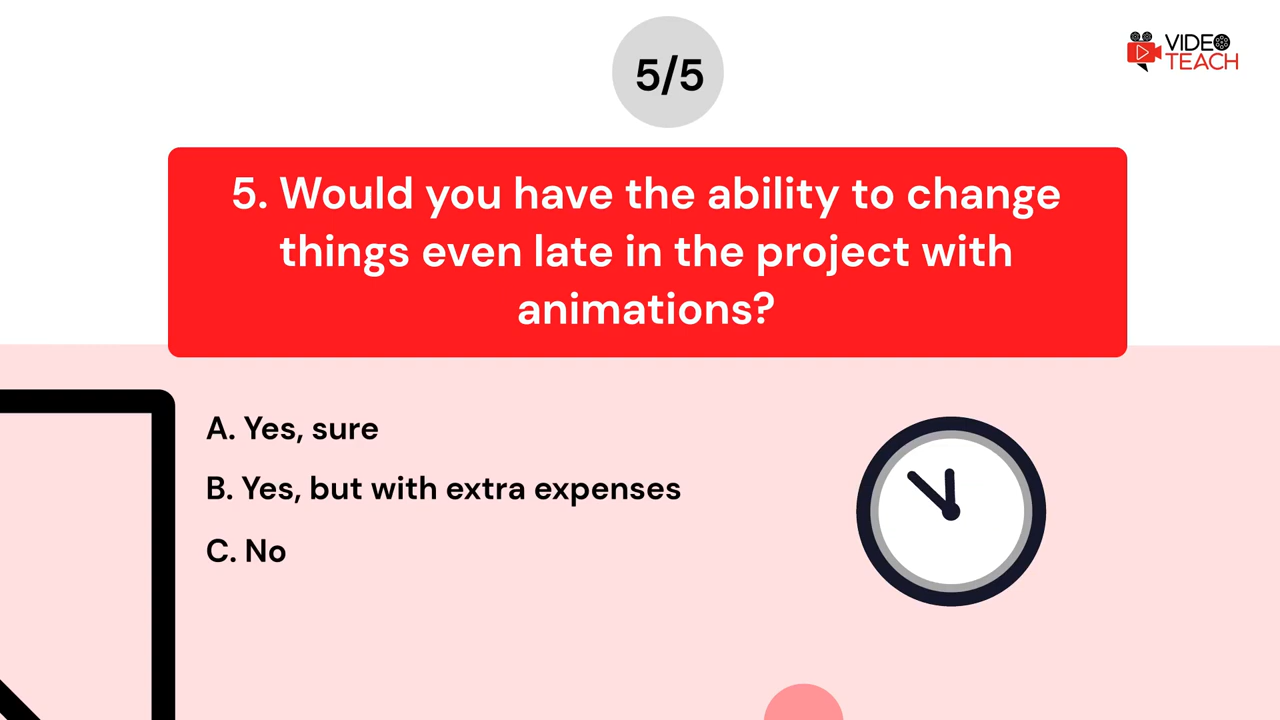 5/5
VIDEO
TEACH
5. Would you have the ability to change
things even late in the project with
animations?
A. Yes, sure
B. Yes, but with extra expenses
C. No